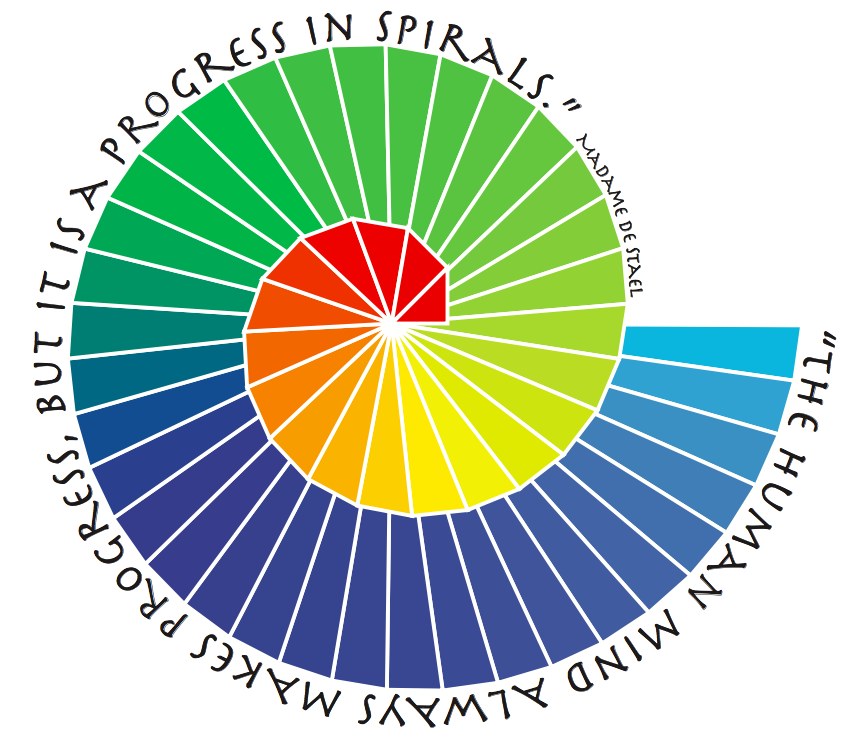 "THE HUMAN MIND ALWAYS MAKES PROGRESS, BUT IT IS A PROGRESS IN SPIRALS."
MADAME DE STAEL